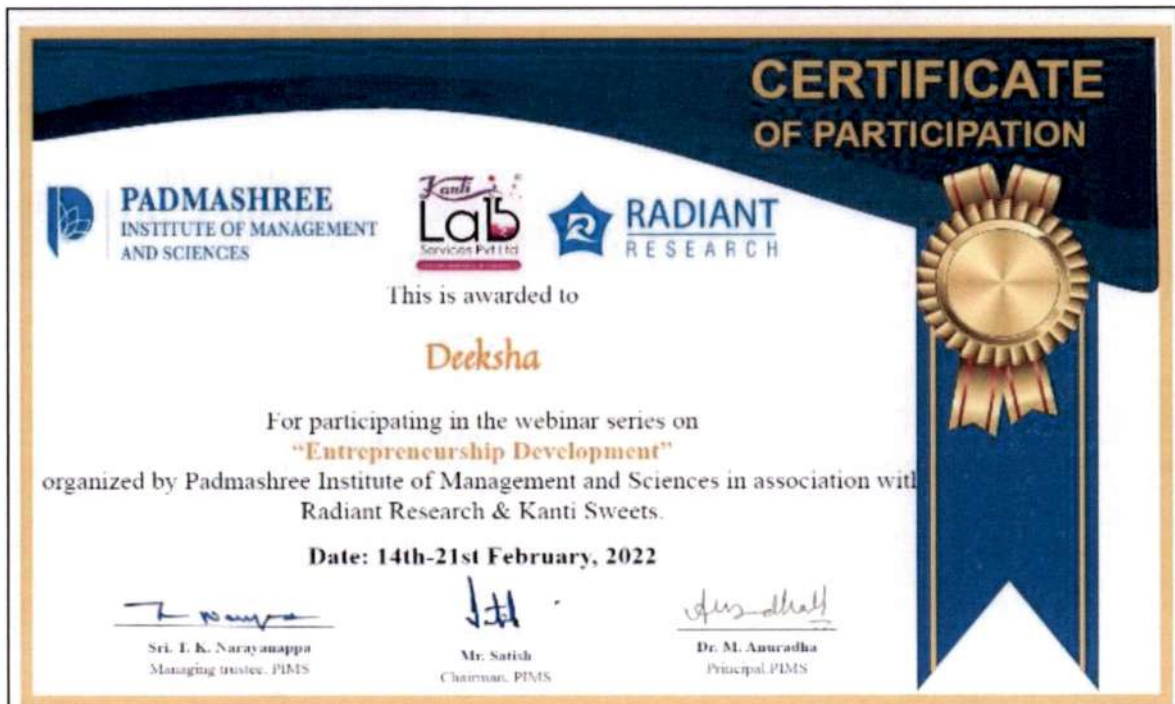 CERTIFICATE
OF PARTICIPATION
PADMASHREE
INSTITUTE OF MANAGEMENT
AND SCIENCES
Kanti
Lab
Services Pvt Ltd
RADIANT
RESEARCH
This is awarded to
Deeksha
For participating in the webinar series on
“Entrepreneurship Development”
organized by Padmashree Institute of Management and Sciences in association with
Radiant Research & Kanti Sweets.
Date: 14th-21st February, 2022
Sri. T. K. Narayanappa
Managing trustee, PIMS
Mr. Satish
Chairman, PIMS
Dr. M. Anuradha
Principal,PIMS